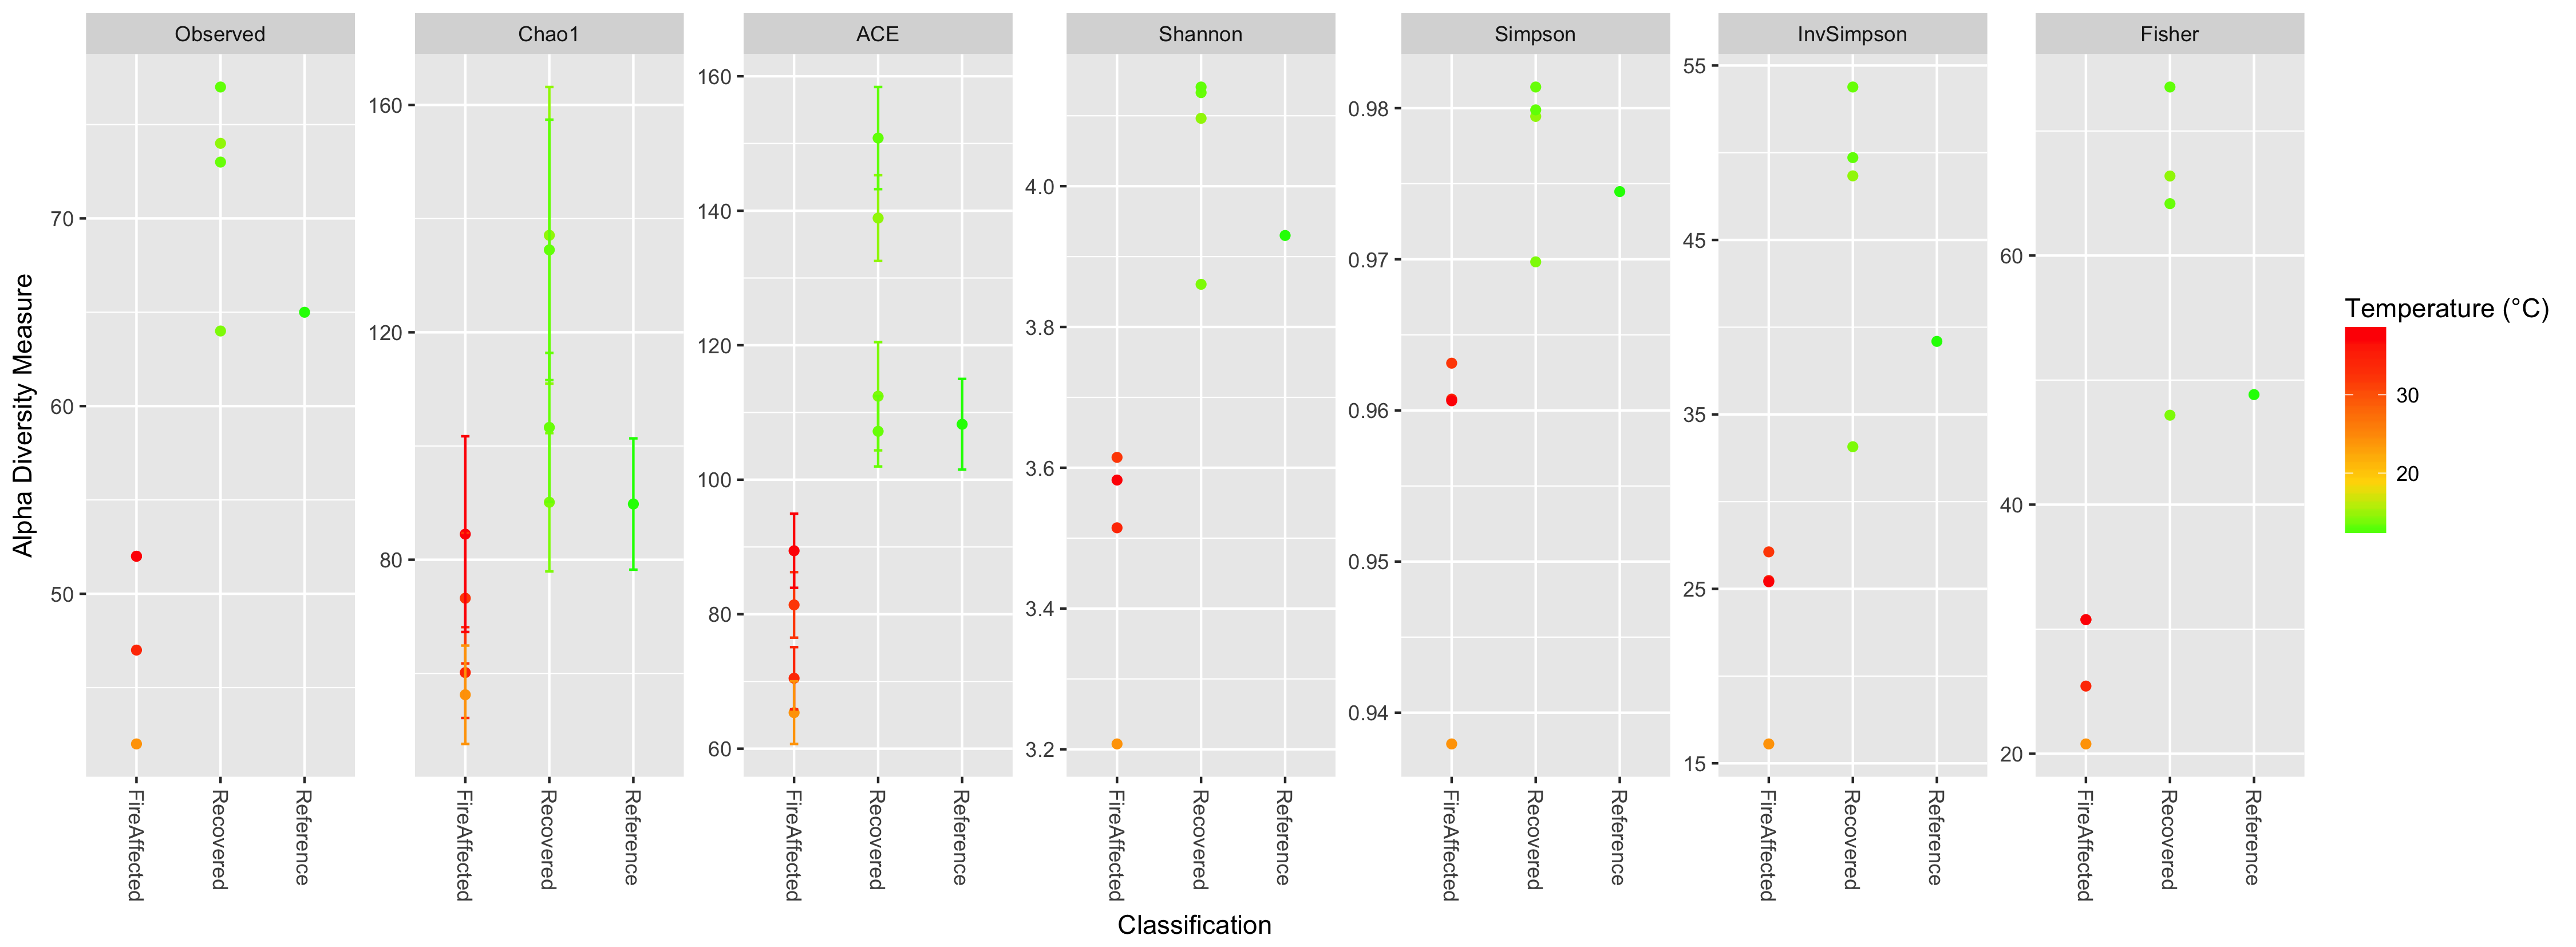 Observed
Chao1
ACE
Shannon
Simpson
InvSimpson
Fisher
Alpha Diversity Measure
70
60
50
160
120
80
160
140
120
100
80
60
4.0
3.8
3.6
3.4
3.2
0.98
0.97
0.96
0.95
0.94
55
45
35
25
15
60
40
20
FireAffected
Recovered
Reference
FireAffected
Recovered
Reference
FireAffected
Recovered
Reference
FireAffected
Recovered
Reference
FireAffected
Recovered
Reference
FireAffected
Recovered
Reference
FireAffected
Recovered
Reference
Classification
Temperature (°C)
30
20